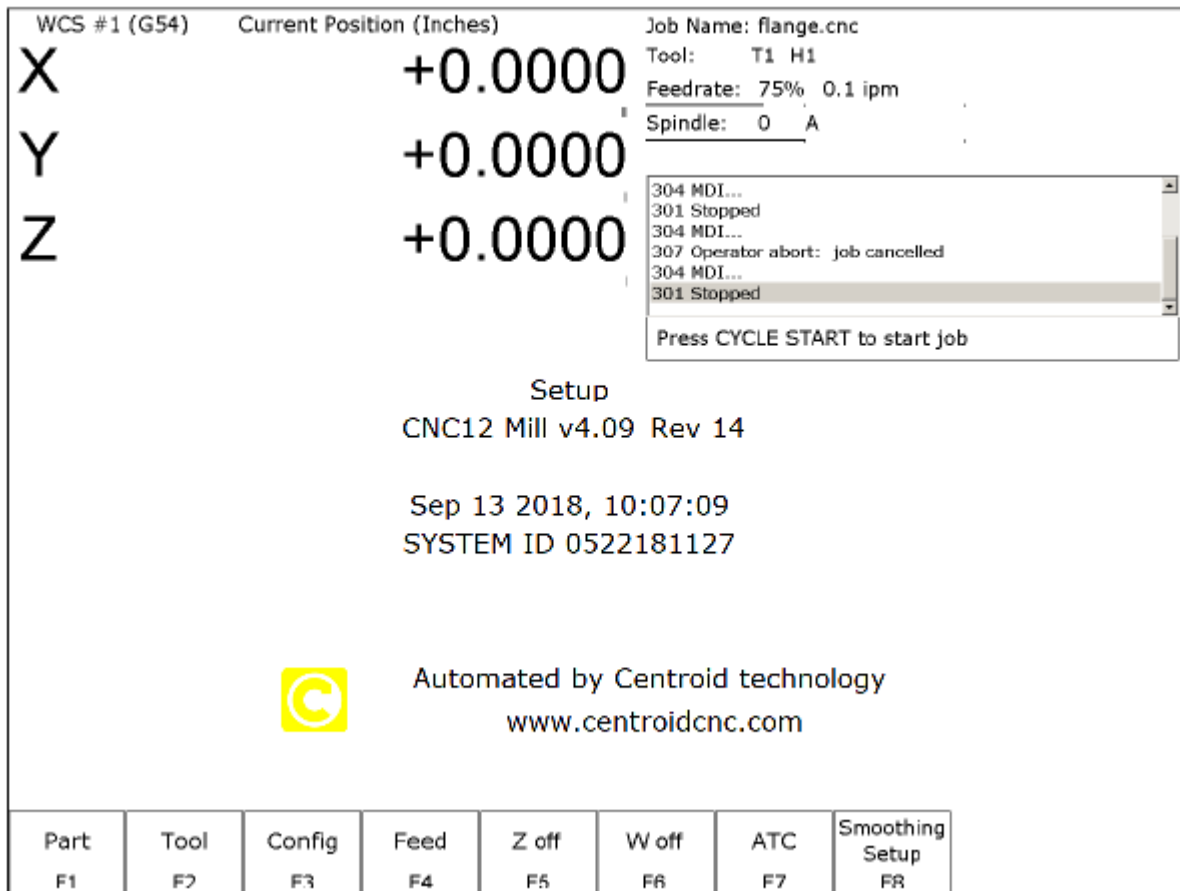 WCS #1 (G54) Current Position (Inches)
X +0.0000
Y +0.0000
Z +0.0000
Job Name: flange.cnc
Tool: T1 H1
Feedrate: 75% 0.1 ipm
Spindle: 0 A
304 MDI...
301 Stopped
304 MDI...
307 Operator abort: job cancelled
304 MDI...
301 Stopped
Press CYCLE START to start job
Setup
CNC12 Mill v4.09 Rev 14
Sep 13 2018, 10:07:09
SYSTEM ID 0522181127
C
Automated by Centroid technology
www.centroidcnc.com
Part
F1
Tool
F2
Config
F3
Feed
F4
Z off
F5
W off
F6
ATC
F7
Smoothing
Setup
F8